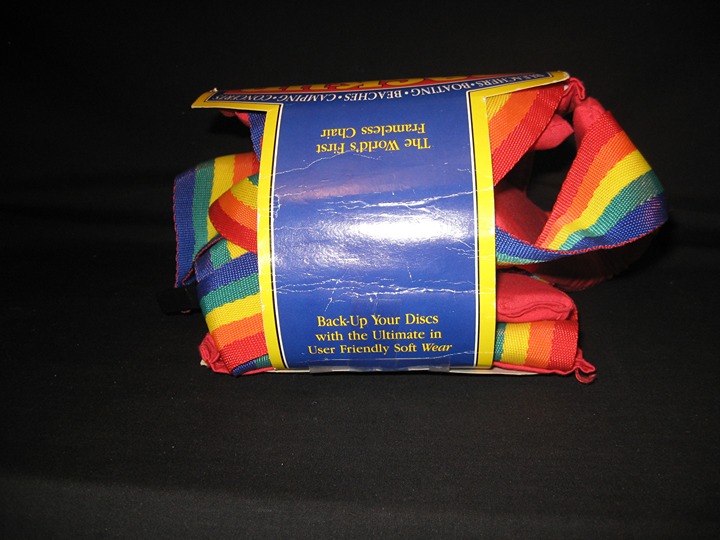 BLEACHERS•BOATING•BEACHES•CAMPING•CONCERTS
The World's First
Frameless Chair
Back-Up Your Discs
with the Ultimate in
User Friendly Soft Wear